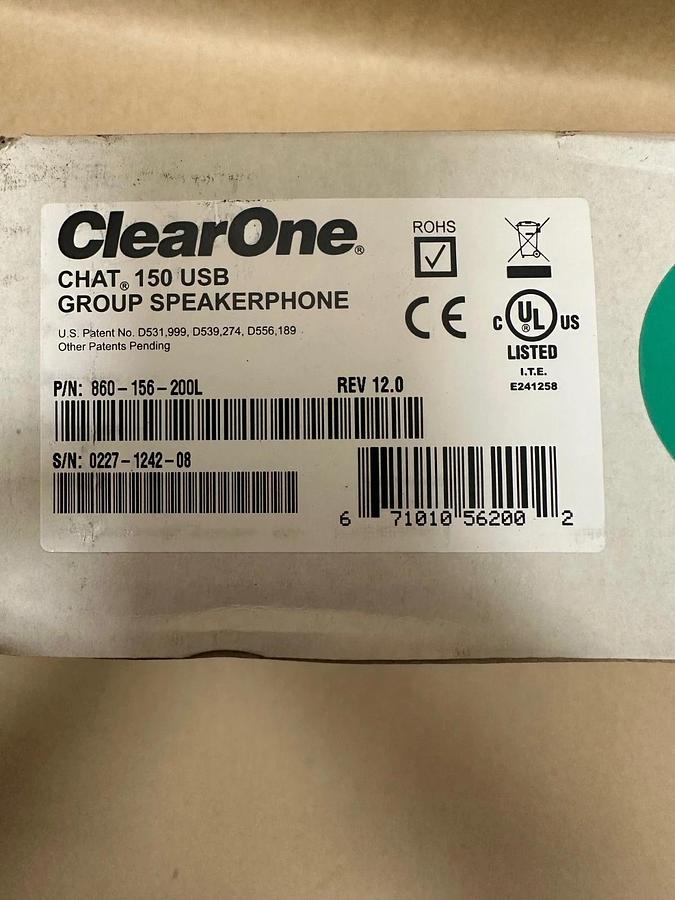 ClearOne®
CHAT® 150 USB
GROUP SPEAKERPHONE
U.S. Patent No. D531,999, D539,274, D556,189
Other Patents Pending
ROHS
CE
C UL® US
LISTED
I.T.E.
E241258
P/N: 860-156-200L REV 12.0
S/N: 0227-1242-08
6 71010 56200 2